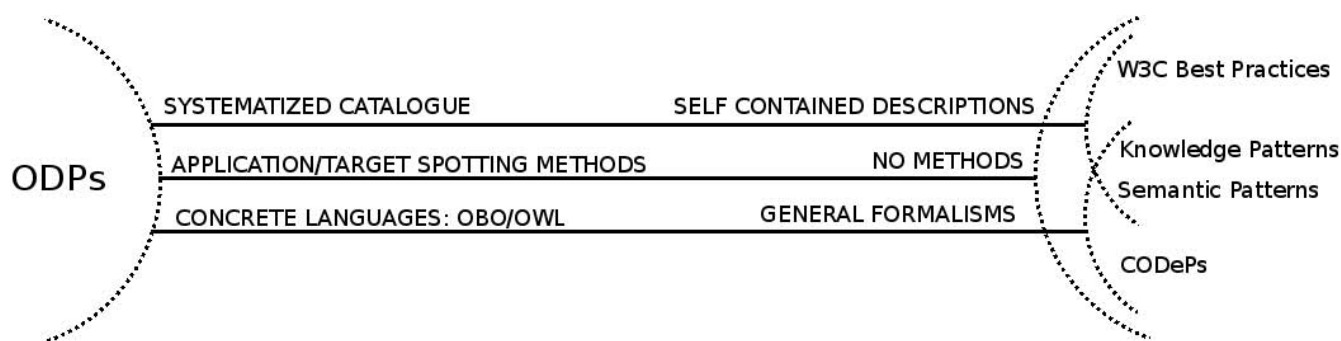 W3C Best Practices
SYSTEMATIZED CATALOGUE SELF CONTAINED DESCRIPTIONS
ODPs
APPLICATION/TARGET SPOTTING METHODS NO METHODS
Knowledge Patterns
Semantic Patterns
CONCRETE LANGUAGES: OBO/OWL GENERAL FORMALISMS
CODePs